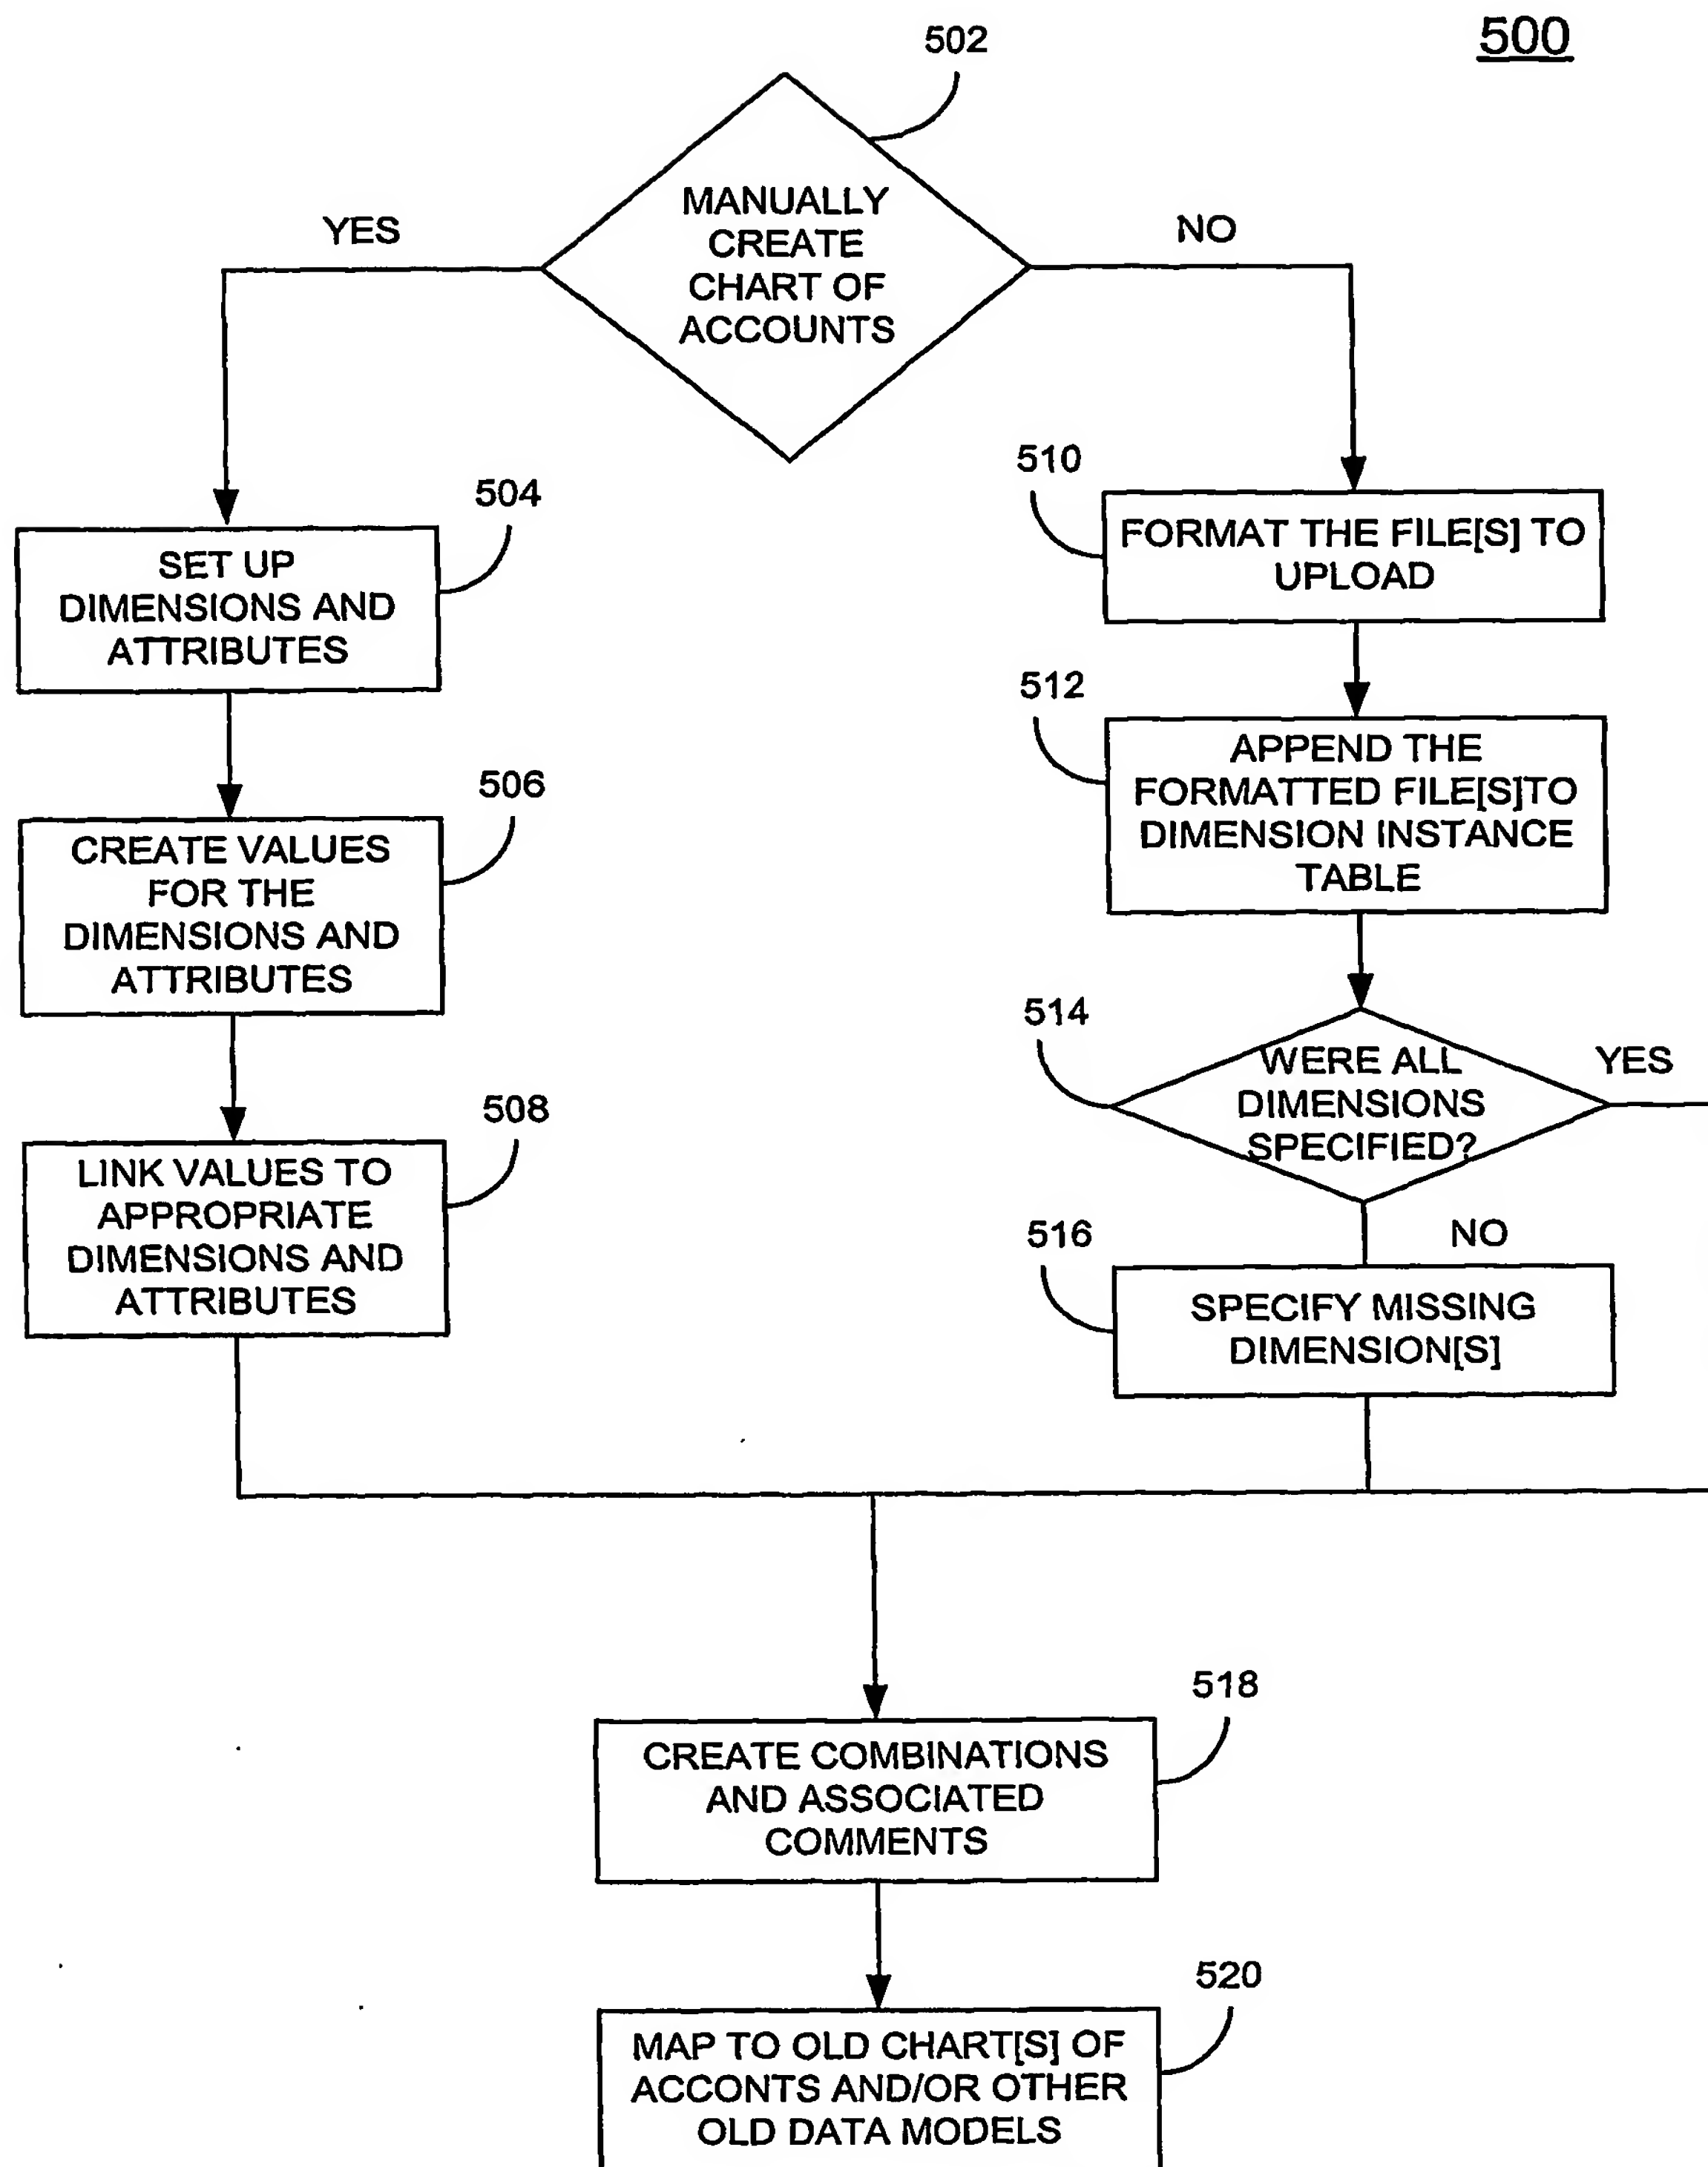 500
502
MANUALLY
CREATE
CHART OF
ACCOUNTS
YES
NO
504
SET UP
DIMENSIONS AND
ATTRIBUTES
506
CREATE VALUES
FOR THE
DIMENSIONS AND
ATTRIBUTES
508
LINK VALUES TO
APPROPRIATE
DIMENSIONS AND
ATTRIBUTES
510
FORMAT THE FILE[S] TO
UPLOAD
512
APPEND THE
FORMATTED FILE[S]TO
DIMENSION INSTANCE
TABLE
514
WERE ALL
DIMENSIONS
SPECIFIED?
YES
NO
516
SPECIFY MISSING
DIMENSION[S]
518
CREATE COMBINATIONS
AND ASSOCIATED
COMMENTS
520
MAP TO OLD CHART[S] OF
ACCONTS AND/OR OTHER
OLD DATA MODELS